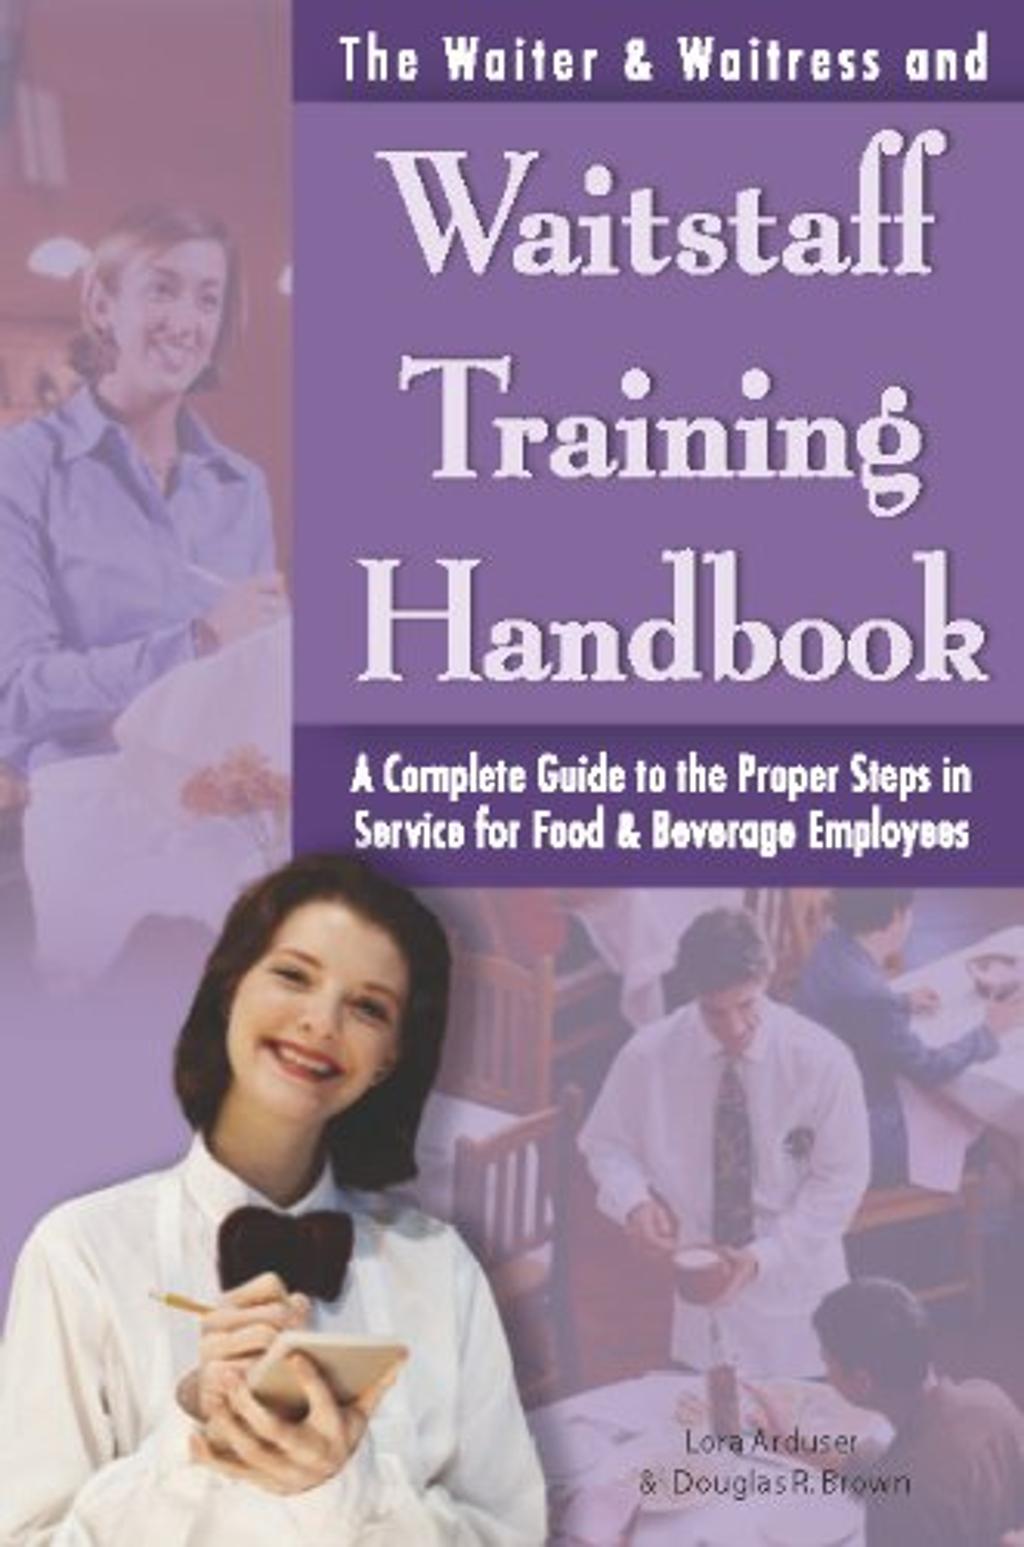 The Waiter & Waitress and
Waitstaff
Training
Handbook
A Complete Guide to the Proper Steps in
Service for Food & Beverage Employees
Lora Arduser
& Douglas R. Brown